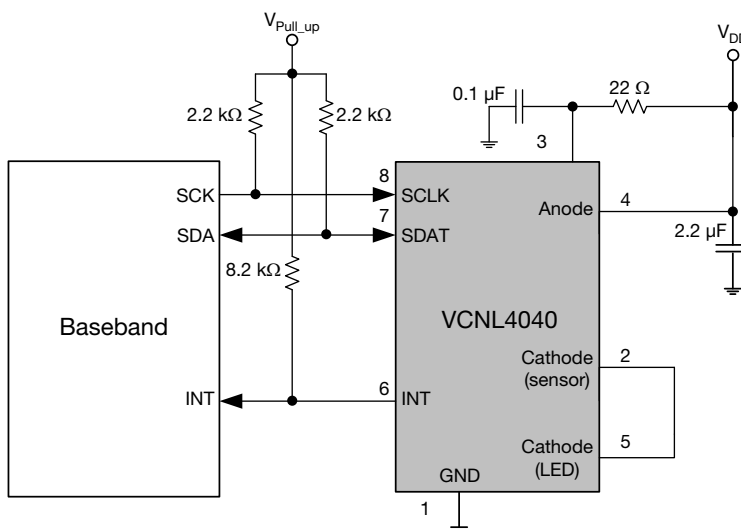 VPull_up
VDD
0.1 µF
22 Ω
2.2 kΩ
2.2 kΩ
3
8
SCK
SCLK
Anode
4
7
SDA
SDAT
2.2 µF
8.2 kΩ
Baseband
VCNL4040
Cathode
(sensor)
2
INT
6
INT
Cathode
(LED)
5
GND
1